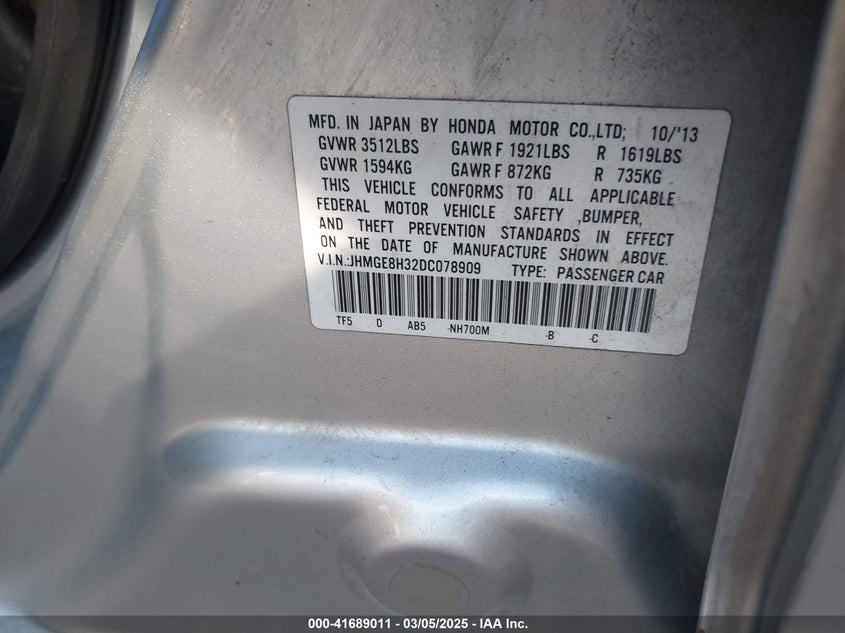 MFD. IN JAPAN BY HONDA MOTOR CO.,LTD; 10/'13
GVWR 3512LBS GAWR F 1921LBS R 1619LBS
GVWR 1594KG GAWR F 872KG R 735KG
THIS VEHICLE CONFORMS TO ALL APPLICABLE
FEDERAL MOTOR VEHICLE SAFETY ,BUMPER,
AND THEFT PREVENTION STANDARDS IN EFFECT
ON THE DATE OF MANUFACTURE SHOWN ABOVE.
V.I.N.:JHMGE8H32DC078909 TYPE: PASSENGER CAR
TF5 D AB5 -NH700M -B -C
000-41689011 - 03/05/2025 - IAA Inc.